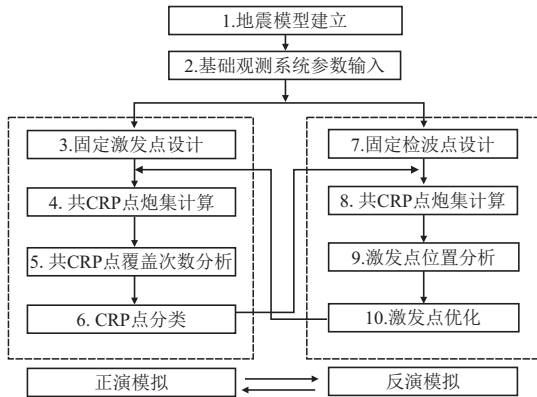 1.地震模型建立
2.基础观测系统参数输入
3.固定激发点设计
4. 共CRP点炮集计算
5. 共CRP点覆盖次数分析
6. CRP点分类
7.固定检波点设计
8. 共CRP点炮集计算
9.激发点位置分析
10.激发点优化
正演模拟
反演模拟